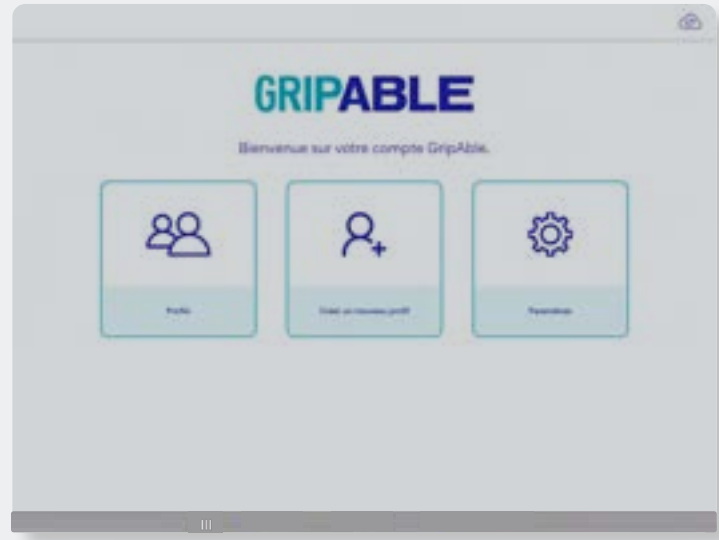 GRIPABLE
Bienvenue sur votre compte GripAble.
Profils
Créer un nouveau profil
Paramètres